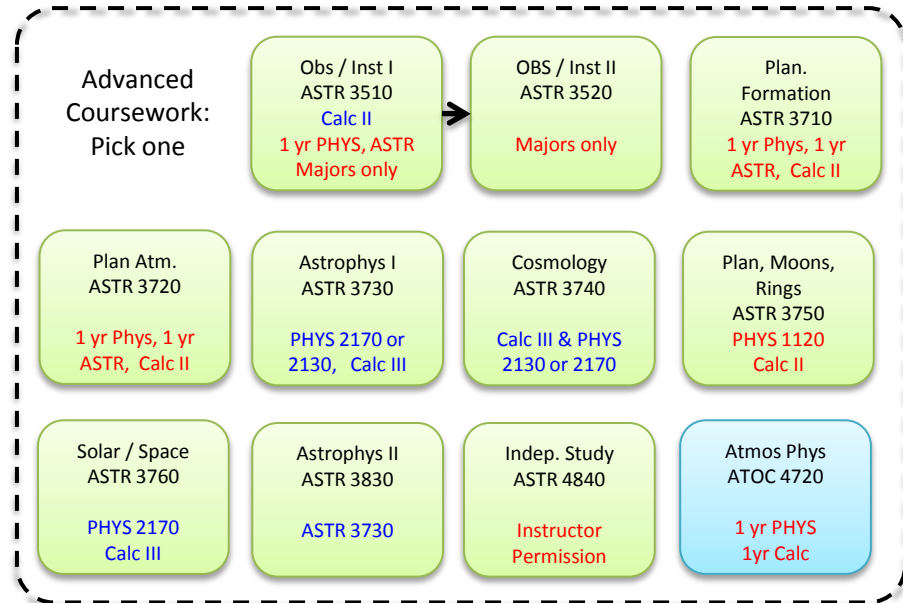 Advanced
Coursework:
Pick one
Obs / Inst I
ASTR 3510
Calc II
1 yr PHYS, ASTR
Majors only
OBS / Inst II
ASTR 3520
Majors only
Plan.
Formation
ASTR 3710
1 yr Phys, 1 yr
ASTR, Calc II
Plan Atm.
ASTR 3720
1 yr Phys, 1 yr
ASTR, Calc II
Astrophys I
ASTR 3730
PHYS 2170 or
2130, Calc III
Cosmology
ASTR 3740
Calc III & PHYS
2130 or 2170
Plan, Moons,
Rings
ASTR 3750
PHYS 1120
Calc II
Solar / Space
ASTR 3760
PHYS 2170
Calc III
Astrophys II
ASTR 3830
ASTR 3730
Indep. Study
ASTR 4840
Instructor
Permission
Atmos Phys
ATOC 4720
1 yr PHYS
1yr Calc